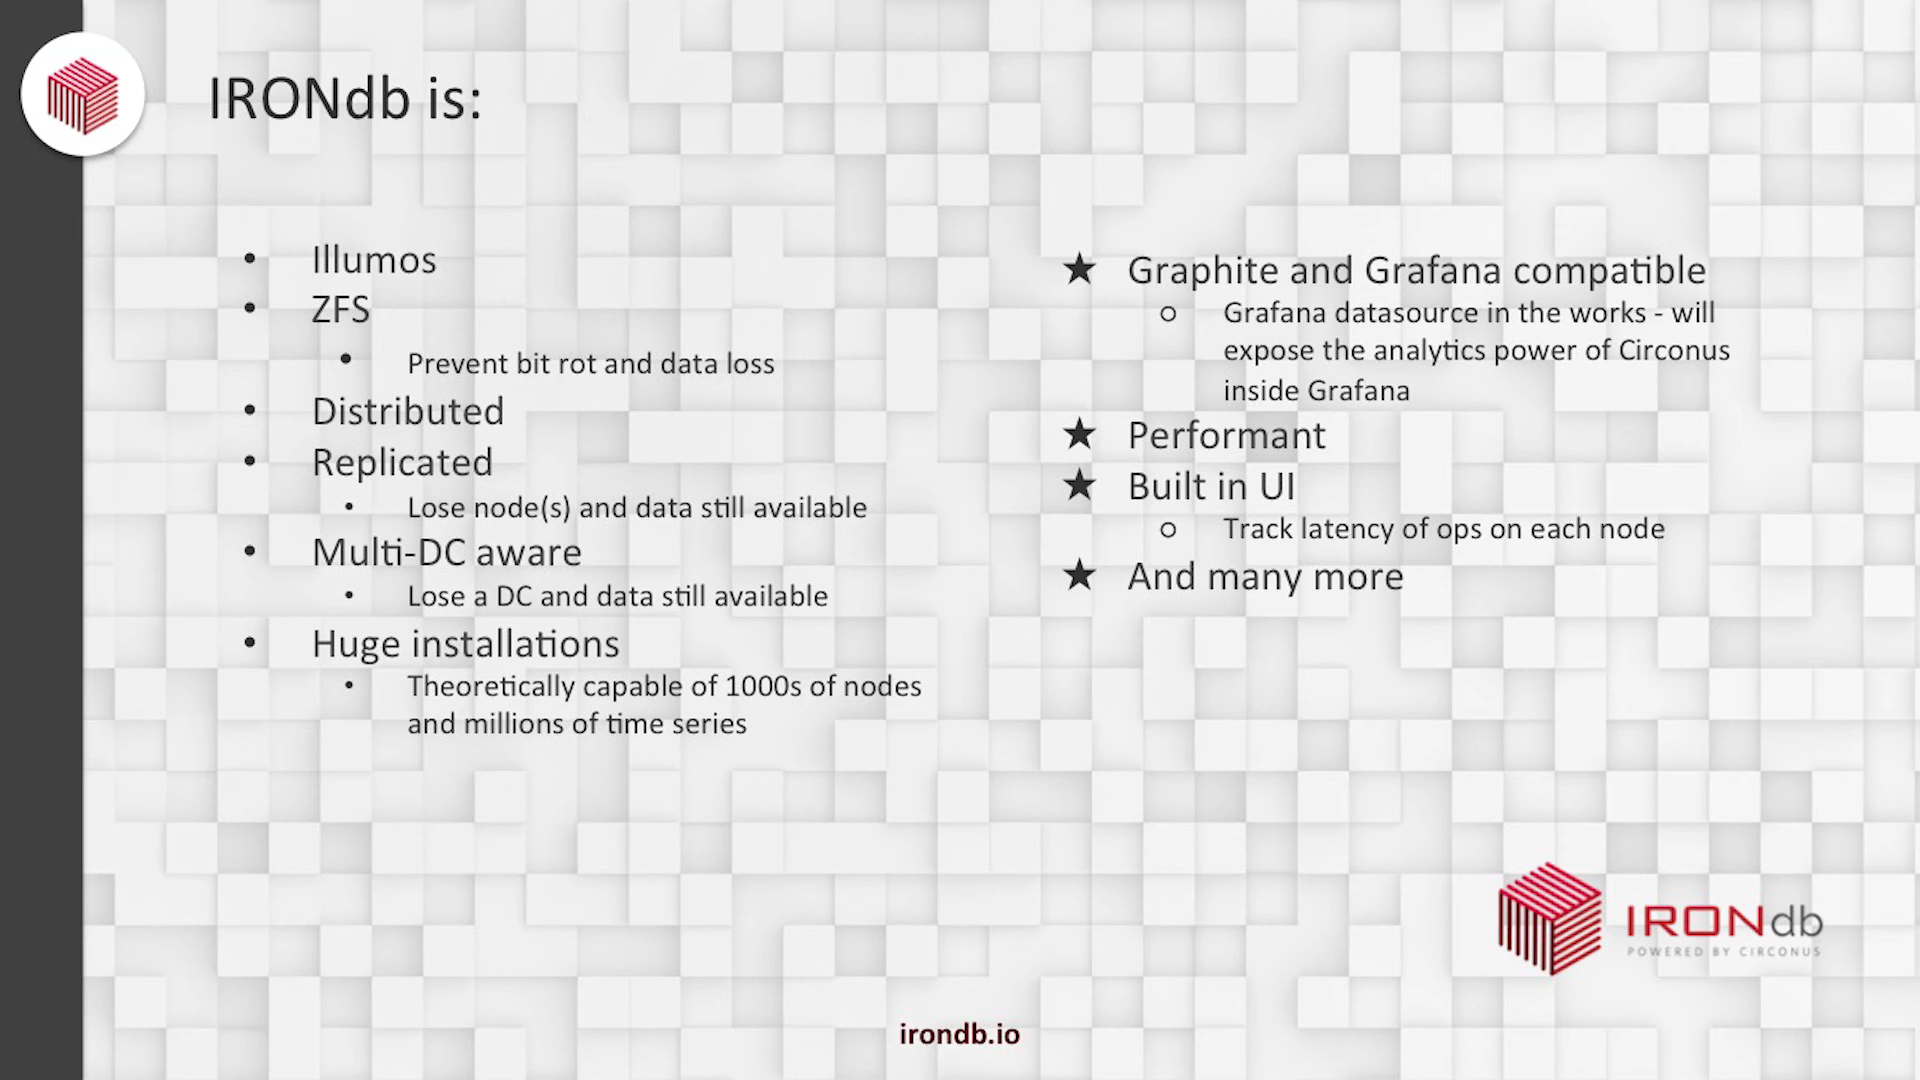 IRONdb is:
Illumos
ZFS
Prevent bit rot and data loss
Distributed
Replicated
Lose node(s) and data still available
Multi-DC aware
Lose a DC and data still available
Huge installations
Theoretically capable of 1000s of nodes
and millions of time series
Graphite and Grafana compatible
Grafana datasource in the works - will
expose the analytics power of Circonus
inside Grafana
Performant
Built in UI
Track latency of ops on each node
And many more
IRONdb
POWERED BY CIRCONUS
irondb.io